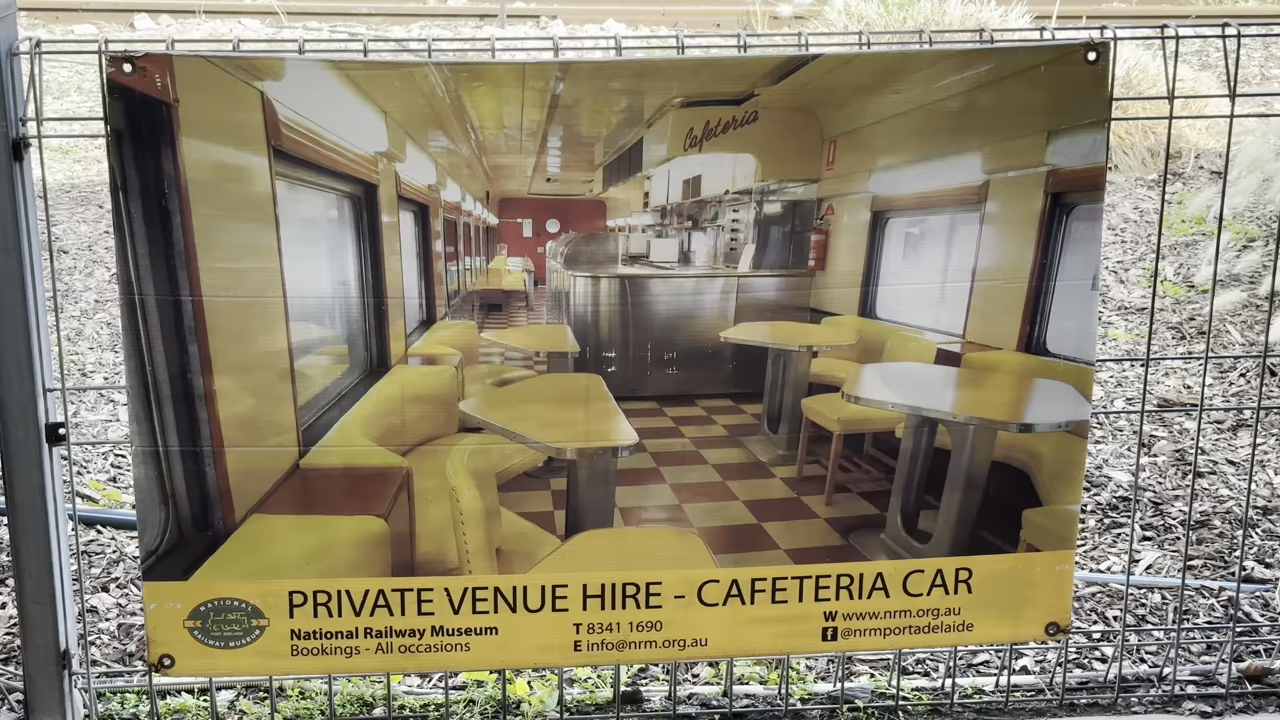 Cafeteria
PRIVATE VENUE HIRE - CAFETERIA CAR
NATIONAL
PORT ADELAIDE
RAILWAY MUSEUM
National Railway Museum
Bookings - All occasions
T 8341 1690
E info@nrm.org.au
W www.nrm.org.au
f @nrmportadelaide